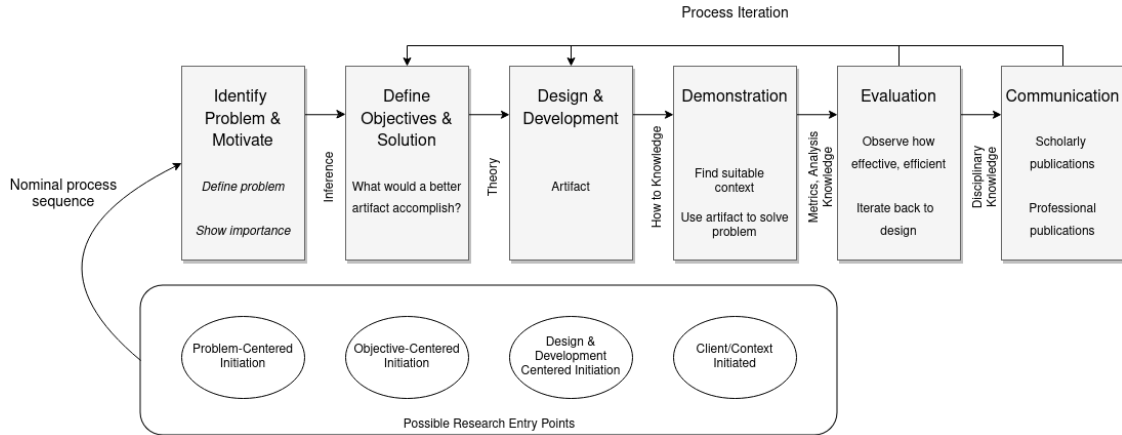 Process Iteration
Identify
Problem &
Motivate
Define problem
Show importance
Inference
Define
Objectives &
Solution
What would a better
artifact accomplish?
Theory
Design &
Development
Artifact
How to Knowledge
Demonstration
Find suitable
context
Use artifact to solve
problem
Metrics, Analysis
Knowledge
Evaluation
Observe how
effective, efficient
Iterate back to
design
Disciplinary
Knowledge
Communication
Scholarly
publications
Professional
publications
Nominal process
sequence
Problem-Centered
Initiation
Objective-Centered
Initiation
Design &
Development
Centered Initiation
Client/Context
Initiated
Possible Research Entry Points